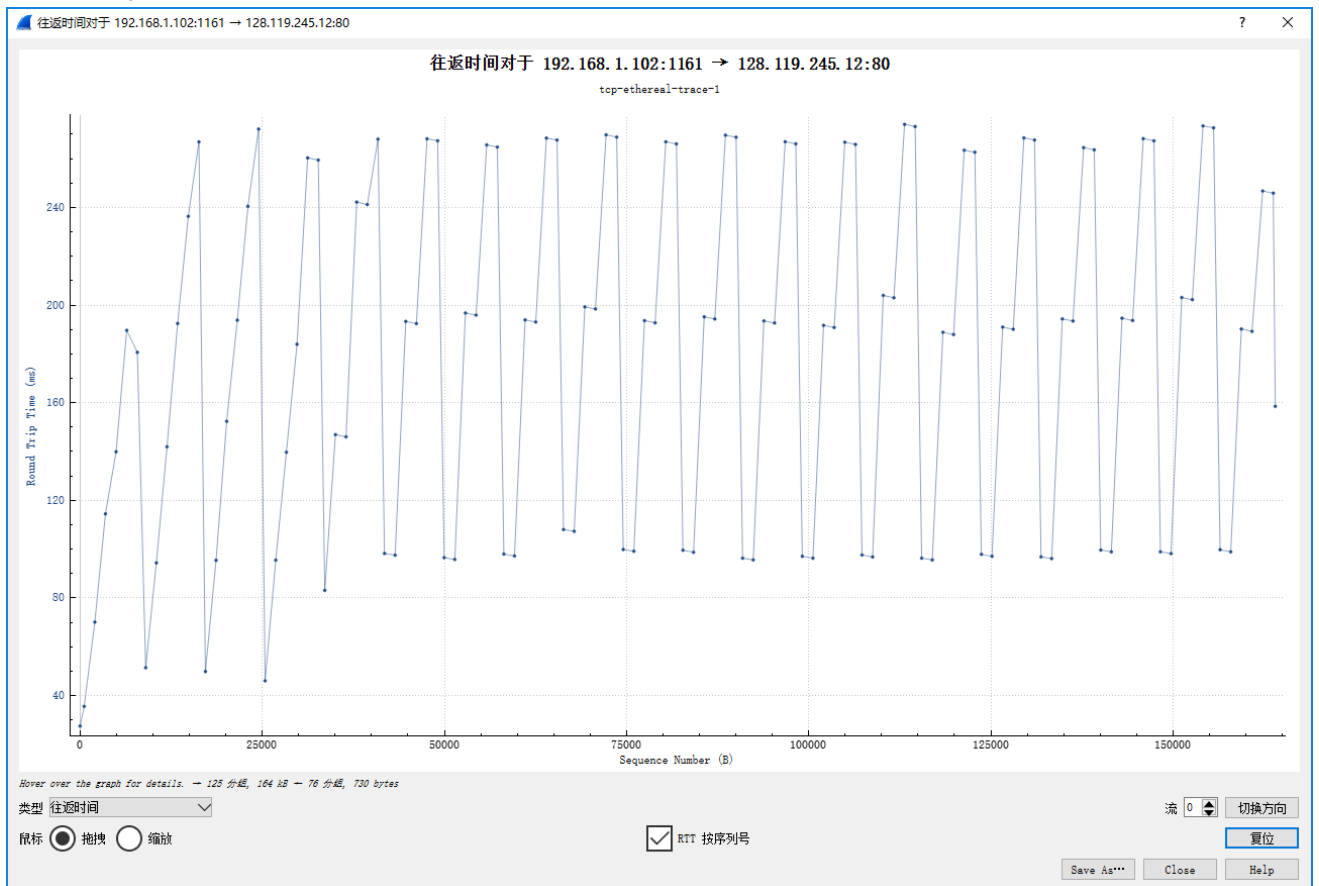 往返时间对于 192.168.1.102:1161 → 128.119.245.12:80
? ×
往返时间对于 192.168.1.102:1161 → 128.119.245.12:80
tcp-ethereal-trace-1
Round Trip Time (ms)
240
200
160
120
80
40
0 25000 50000 75000 100000 125000 150000
Sequence Number (B)
Hover over the graph for details. → 125 分组, 164 kB ← 76 分组, 730 bytes
类型 往返时间 流 0 切换方向
鼠标 拖拽 缩放 RTT 按序列号 复位
Save As… Close Help